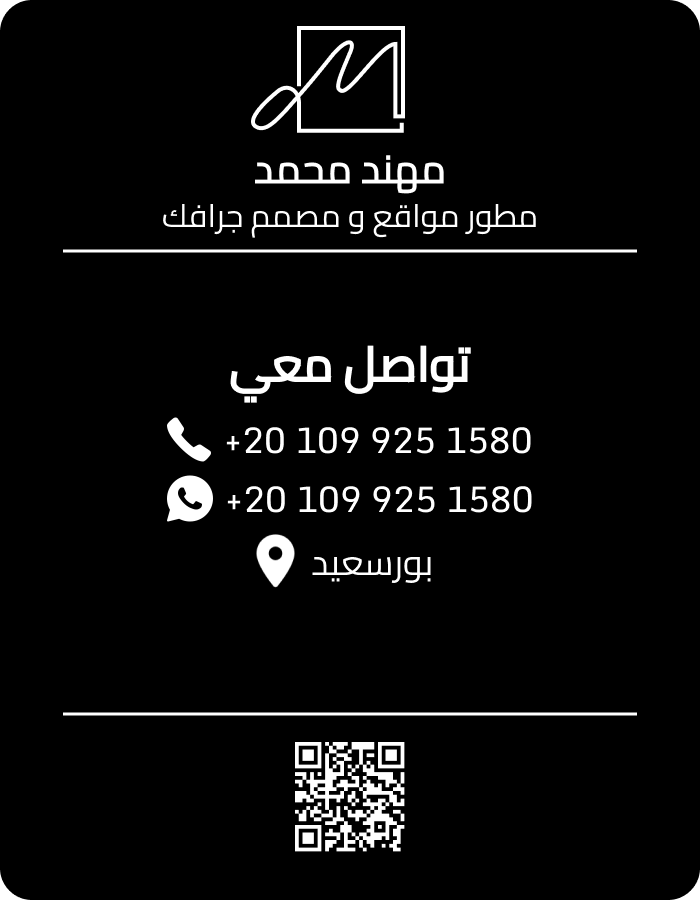 مهند محمد
مطور مواقع و مصمم جرافك
تواصل معي
+20 109 925 1580
+20 109 925 1580
بورسعيد